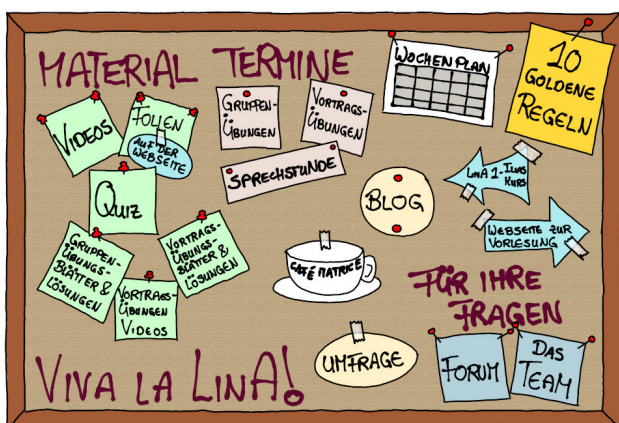 MATERIAL
TERMINE
WOCHENPLAN
10
GOLDENE
REGELN
VIDEOS
FOLIEN
AUF DER
WEBSEITE
GRUPPEN-
ÜBUNGEN
VORTRAGS-
ÜBUNGEN
SPRECHSTUNDE
QUIZ
BLOG
LINA 1-ILIAS
KURS
WEBSEITE ZUR
VORLESUNG
GRUPPEN-
ÜBUNGS-
BLÄTTER &
LÖSUNGEN
VORTRAGS-
ÜBUNGS-
BLÄTTER &
LÖSUNGEN
VORTRAGS-
ÜBUNGEN
VIDEOS
CAFÉ MATRICE
FÜR IHRE
FRAGEN
UMFRAGE
FORUM
DAS
TEAM
VIVA LA LINA!